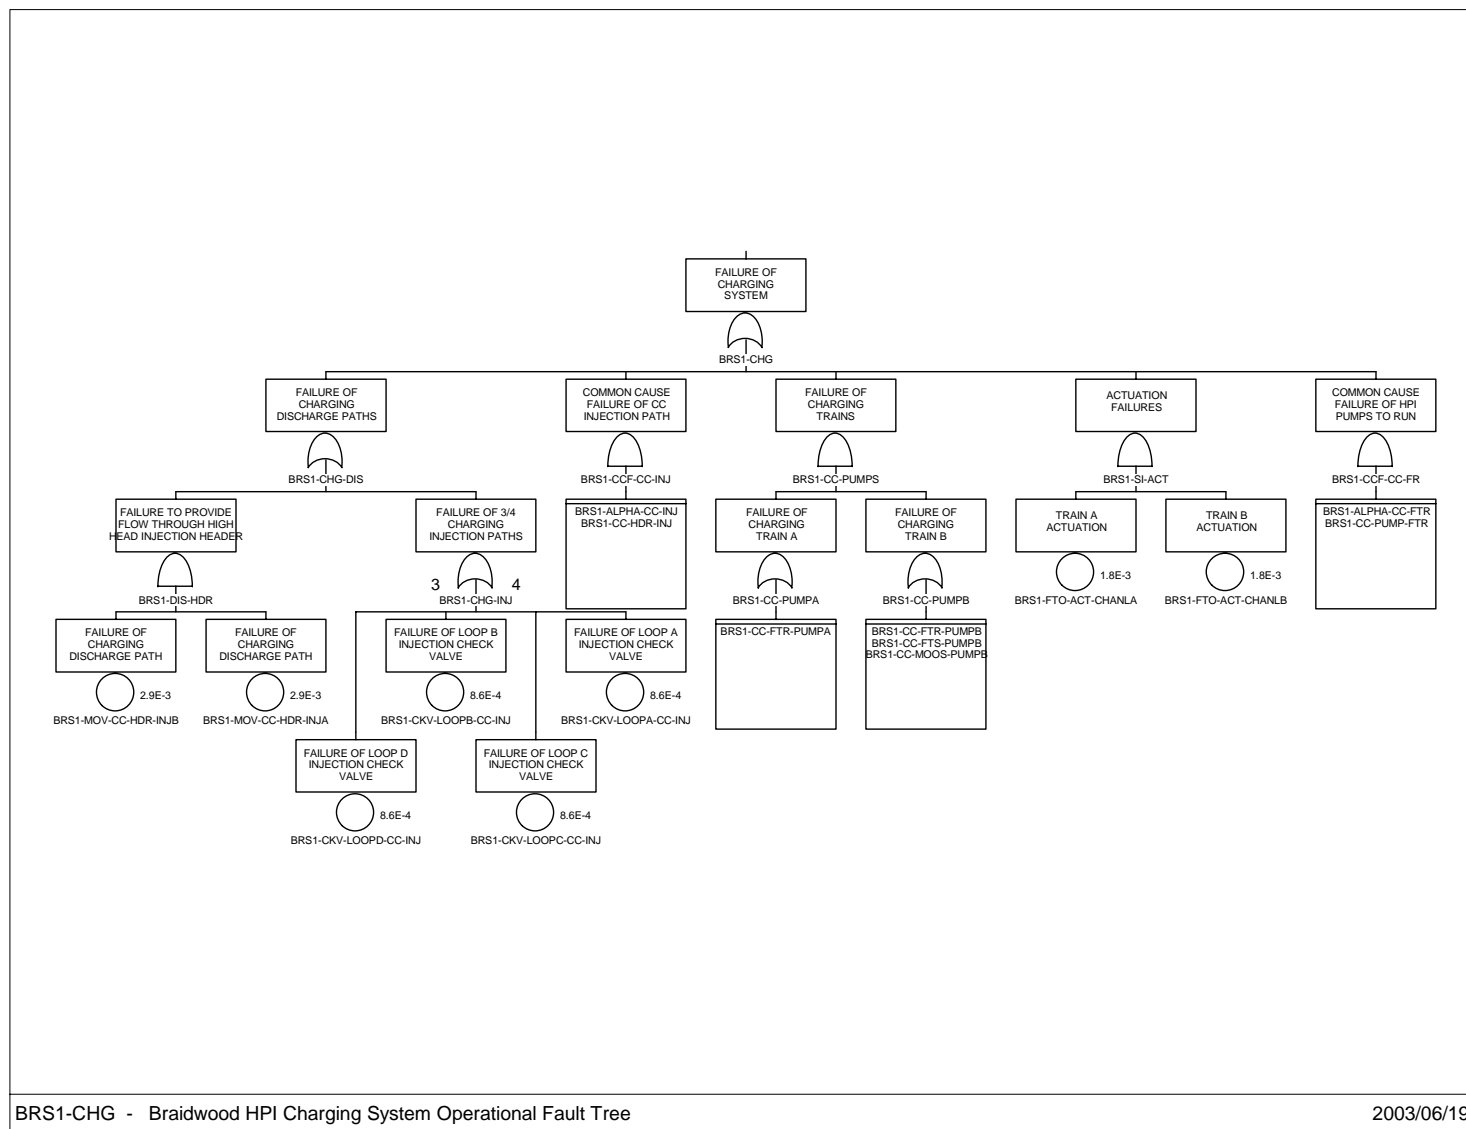 FAILURE OF
CHARGING
SYSTEM
BRS1-CHG
FAILURE OF
CHARGING
DISCHARGE PATHS
BRS1-CHG-DIS
COMMON CAUSE
FAILURE OF CC
INJECTION PATH
BRS1-CCF-CC-INJ
FAILURE OF
CHARGING
TRAINS
BRS1-CC-PUMPS
ACTUATION
FAILURES
BRS1-SI-ACT
COMMON CAUSE
FAILURE OF HPI
PUMPS TO RUN
BRS1-CCF-CC-FR
FAILURE TO PROVIDE
FLOW THROUGH HIGH
HEAD INJECTION HEADER
BRS1-DIS-HDR
FAILURE OF 3/4
CHARGING
INJECTION PATHS
3 4
BRS1-CHG-INJ
BRS1-ALPHA-CC-INJ
BRS1-CC-HDR-INJ
FAILURE OF
CHARGING
TRAIN A
BRS1-CC-PUMPA
FAILURE OF
CHARGING
TRAIN B
BRS1-CC-PUMPB
TRAIN A
ACTUATION
1.8E-3
BRS1-FTO-ACT-CHANLA
TRAIN B
ACTUATION
1.8E-3
BRS1-FTO-ACT-CHANLB
BRS1-ALPHA-CC-FTR
BRS1-CC-PUMP-FTR
FAILURE OF
CHARGING
DISCHARGE PATH
2.9E-3
BRS1-MOV-CC-HDR-INJB
FAILURE OF
CHARGING
DISCHARGE PATH
2.9E-3
BRS1-MOV-CC-HDR-INJA
FAILURE OF LOOP B
INJECTION CHECK
VALVE
8.6E-4
BRS1-CKV-LOOPB-CC-INJ
FAILURE OF LOOP A
INJECTION CHECK
VALVE
8.6E-4
BRS1-CKV-LOOPA-CC-INJ
BRS1-CC-FTR-PUMPA
BRS1-CC-FTR-PUMPB
BRS1-CC-FTS-PUMPB
BRS1-CC-MOOS-PUMPB
FAILURE OF LOOP D
INJECTION CHECK
VALVE
8.6E-4
BRS1-CKV-LOOPD-CC-INJ
FAILURE OF LOOP C
INJECTION CHECK
VALVE
8.6E-4
BRS1-CKV-LOOPC-CC-INJ
BRS1-CHG - Braidwood HPI Charging System Operational Fault Tree
2003/06/19